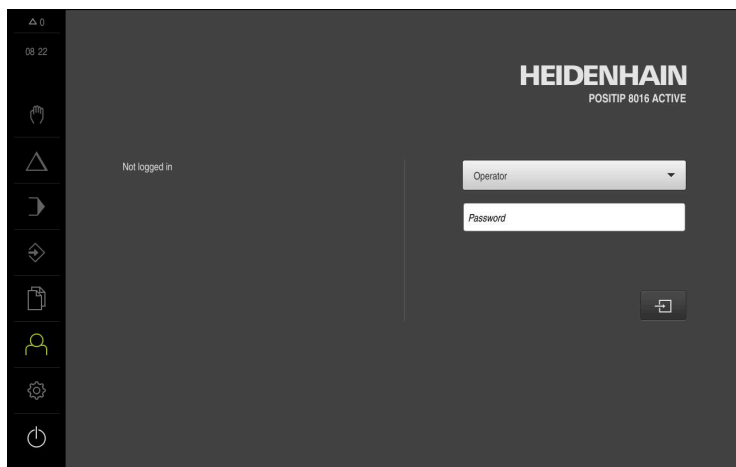 0
08 22
HEIDENHAIN
POSITIP 8016 ACTIVE
Not logged in
Operator
Password